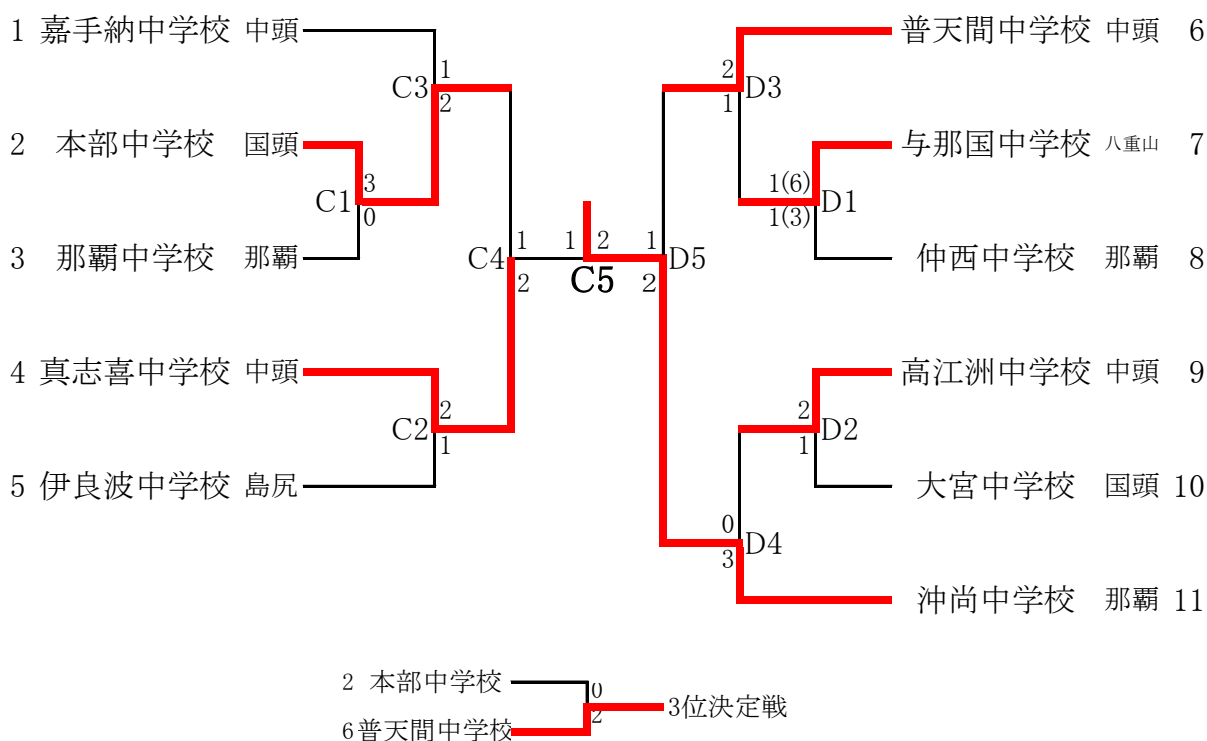 1 嘉手納中学校 中頭
2 本部中学校 国頭
3 那覇中学校 那覇
4 真志喜中学校 中頭
5 伊良波中学校 島尻
C3
1
2
C1
3
0
C4
1
2
C2
2
1
1 2
C5
普天間中学校 中頭 6
与那国中学校 八重山 7
仲西中学校 那覇 8
高江洲中学校 中頭 9
大宮中学校 国頭 10
沖尚中学校 那覇 11
2
1
D3
1(6)
1(3)
D1
1
2
D5
2
1
D2
0
3
D4
2 本部中学校
6 普天間中学校
0
2
3位決定戦